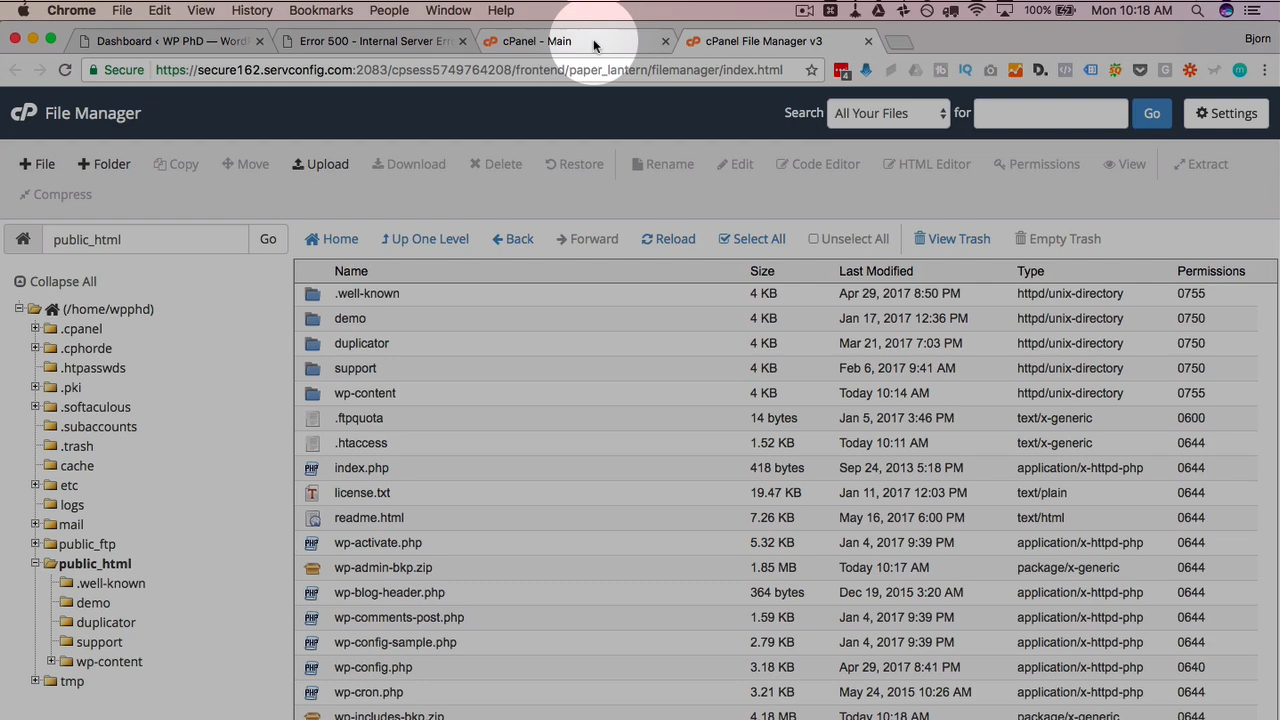 Chrome File Edit View History Bookmarks People Window Help 100% Mon 10:18 AM
Dashboard ‹ WP PhD — Word Error 500 - Internal Server Err cPanel - Main cPanel File Manager v3 Bjorn
Secure https://secure162.servconfig.com:2083/cpsess5749764208/frontend/paper_lantern/filemanager/index.html
cP File Manager Search All Your Files for Go Settings
File Folder Copy Move Upload Download Delete Restore Rename Edit Code Editor HTML Editor Permissions View Extract
Compress
public_html Go Home Up One Level Back Forward Reload Select All Unselect All View Trash Empty Trash
Collapse All
(/home/wpphd)
.cpanel
.cphorde
.htpasswds
.pki
.softaculous
.subaccounts
.trash
cache
etc
logs
mail
public_ftp
public_html
.well-known
demo
duplicator
support
wp-content
tmp
Name Size Last Modified Type Permissions
.well-known 4 KB Apr 29, 2017 8:50 PM httpd/unix-directory 0755
demo 4 KB Jan 17, 2017 12:36 PM httpd/unix-directory 0750
duplicator 4 KB Mar 21, 2017 7:03 PM httpd/unix-directory 0750
support 4 KB Feb 6, 2017 9:41 AM httpd/unix-directory 0750
wp-content 4 KB Today 10:14 AM httpd/unix-directory 0755
.ftpquota 14 bytes Jan 5, 2017 3:46 PM text/x-generic 0600
.htaccess 1.52 KB Today 10:11 AM text/x-generic 0644
index.php 418 bytes Sep 24, 2013 5:18 PM application/x-httpd-php 0644
license.txt 19.47 KB Jan 11, 2017 12:03 PM text/plain 0644
readme.html 7.26 KB May 16, 2017 6:00 PM text/html 0644
wp-activate.php 5.32 KB Jan 4, 2017 9:39 PM application/x-httpd-php 0644
wp-admin-bkp.zip 1.85 MB Today 10:17 AM package/x-generic 0644
wp-blog-header.php 364 bytes Dec 19, 2015 3:20 AM application/x-httpd-php 0644
wp-comments-post.php 1.59 KB Jan 4, 2017 9:39 PM application/x-httpd-php 0644
wp-config-sample.php 2.79 KB Jan 4, 2017 9:39 PM application/x-httpd-php 0644
wp-config.php 3.18 KB Apr 29, 2017 8:41 PM application/x-httpd-php 0640
wp-cron.php 3.21 KB May 24, 2015 10:26 AM application/x-httpd-php 0644
wp-includes-bkp.zip 4.18 MB Today 10:18 AM package/x-generic 0644